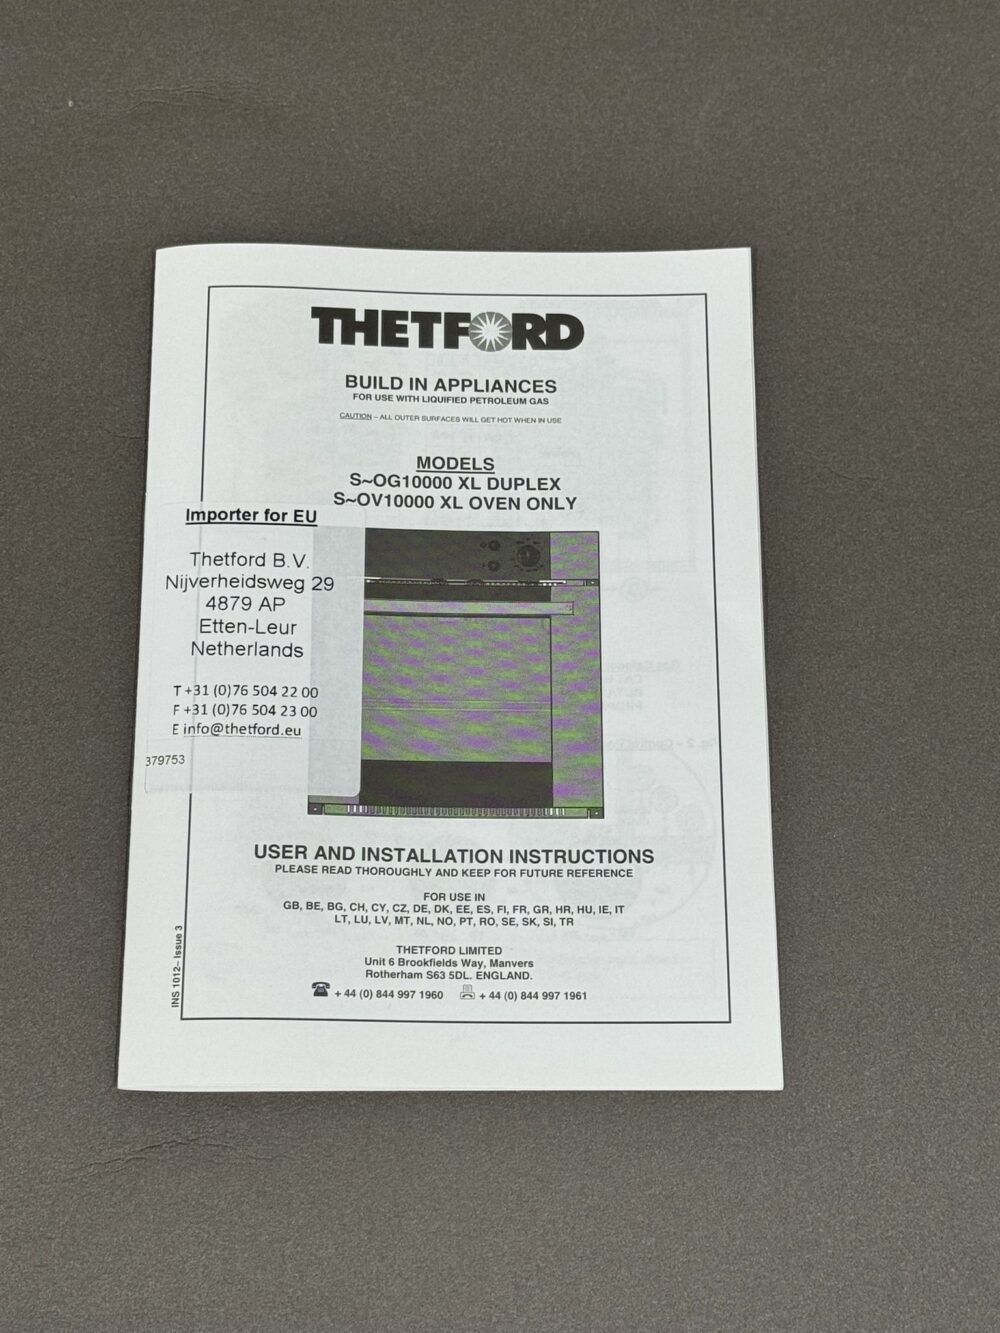 THETFORD
BUILD IN APPLIANCES
FOR USE WITH LIQUIFIED PETROLEUM GAS
CAUTION – ALL OUTER SURFACES WILL GET HOT WHEN IN USE
MODELS
S~OG10000 XL DUPLEX
S~OV10000 XL OVEN ONLY
Importer for EU
Thetford B.V.
Nijverheidsweg 29
4879 AP
Etten-Leur
Netherlands
T +31 (0)76 504 22 00
F +31 (0)76 504 23 00
E info@thetford.eu
379753
USER AND INSTALLATION INSTRUCTIONS
PLEASE READ THOROUGHLY AND KEEP FOR FUTURE REFERENCE
FOR USE IN
GB, BE, BG, CH, CY, CZ, DE, DK, EE, ES, FI, FR, GR, HR, HU, IE, IT
LT, LU, LV, MT, NL, NO, PT, RO, SE, SK, SI, TR
THETFORD LIMITED
Unit 6 Brookfields Way, Manvers
Rotherham S63 5DL. ENGLAND.
+ 44 (0) 844 997 1960 + 44 (0) 844 997 1961
INS 1012– Issue 3